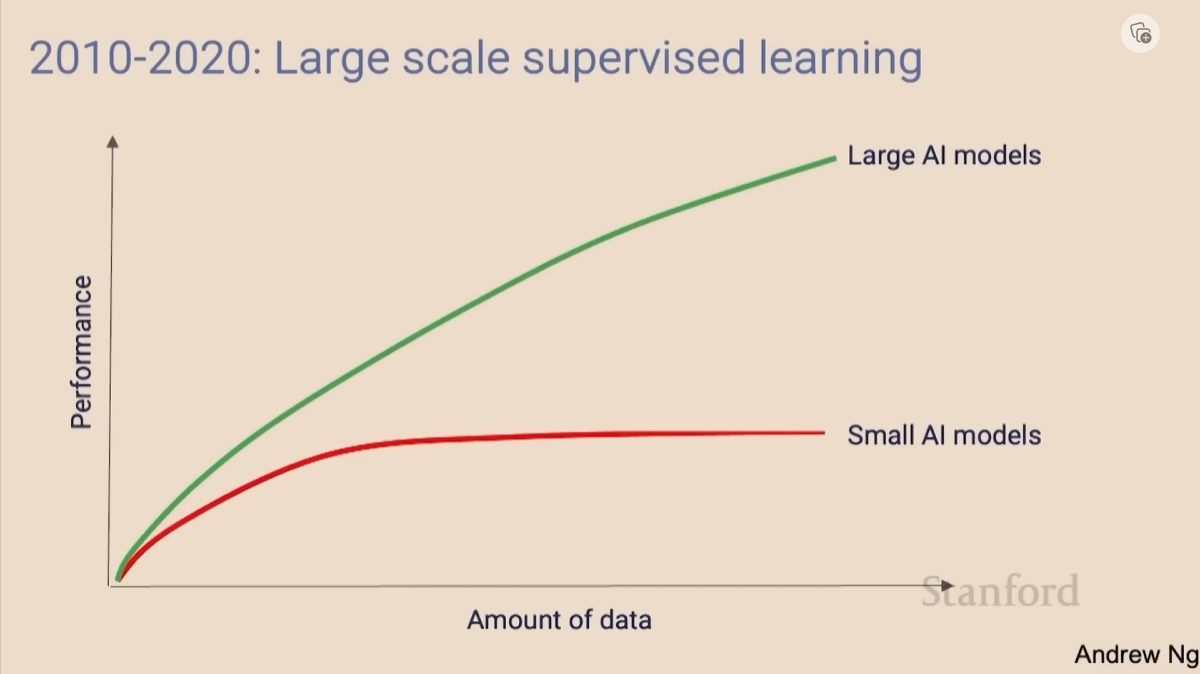 2010-2020: Large scale supervised learning
Large AI models
Performance
Small AI models
Amount of data
Stanford
Andrew Ng